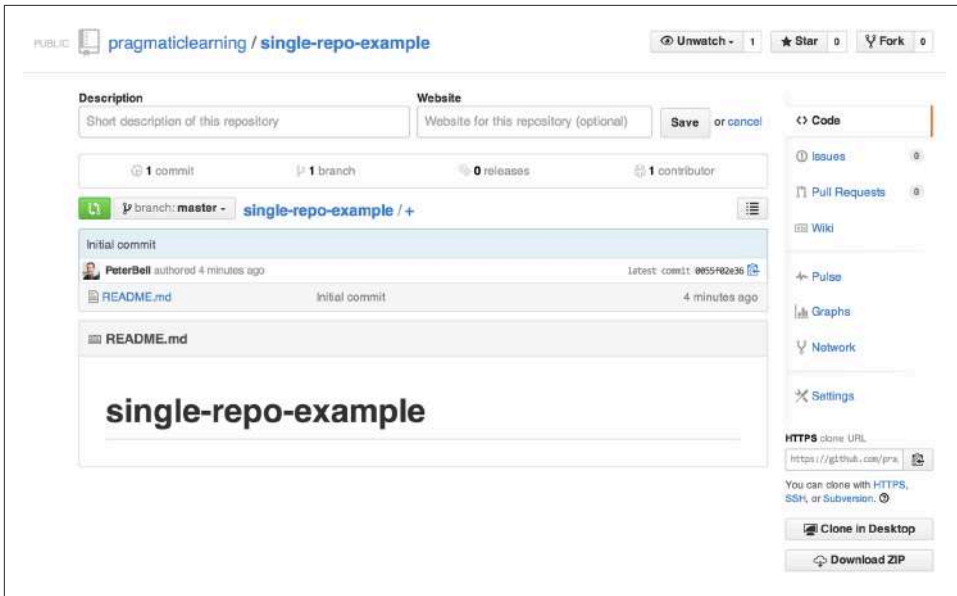 PUBLIC pragmaticlearning / single-repo-example
Unwatch 1 Star 0 Fork 0
Description
Short description of this repository
Website
Website for this repository (optional)
Save or cancel
1 commit 1 branch 0 releases 1 contributor
branch: master single-repo-example / +
Initial commit
PeterBell authored 4 minutes ago latest commit 0055f02e36
README.md Initial commit 4 minutes ago
README.md
single-repo-example
<> Code
Issues 0
Pull Requests 0
Wiki
Pulse
Graphs
Network
Settings
HTTPS clone URL
https://github.com/pra
You can clone with HTTPS,
SSH, or Subversion.
Clone in Desktop
Download ZIP